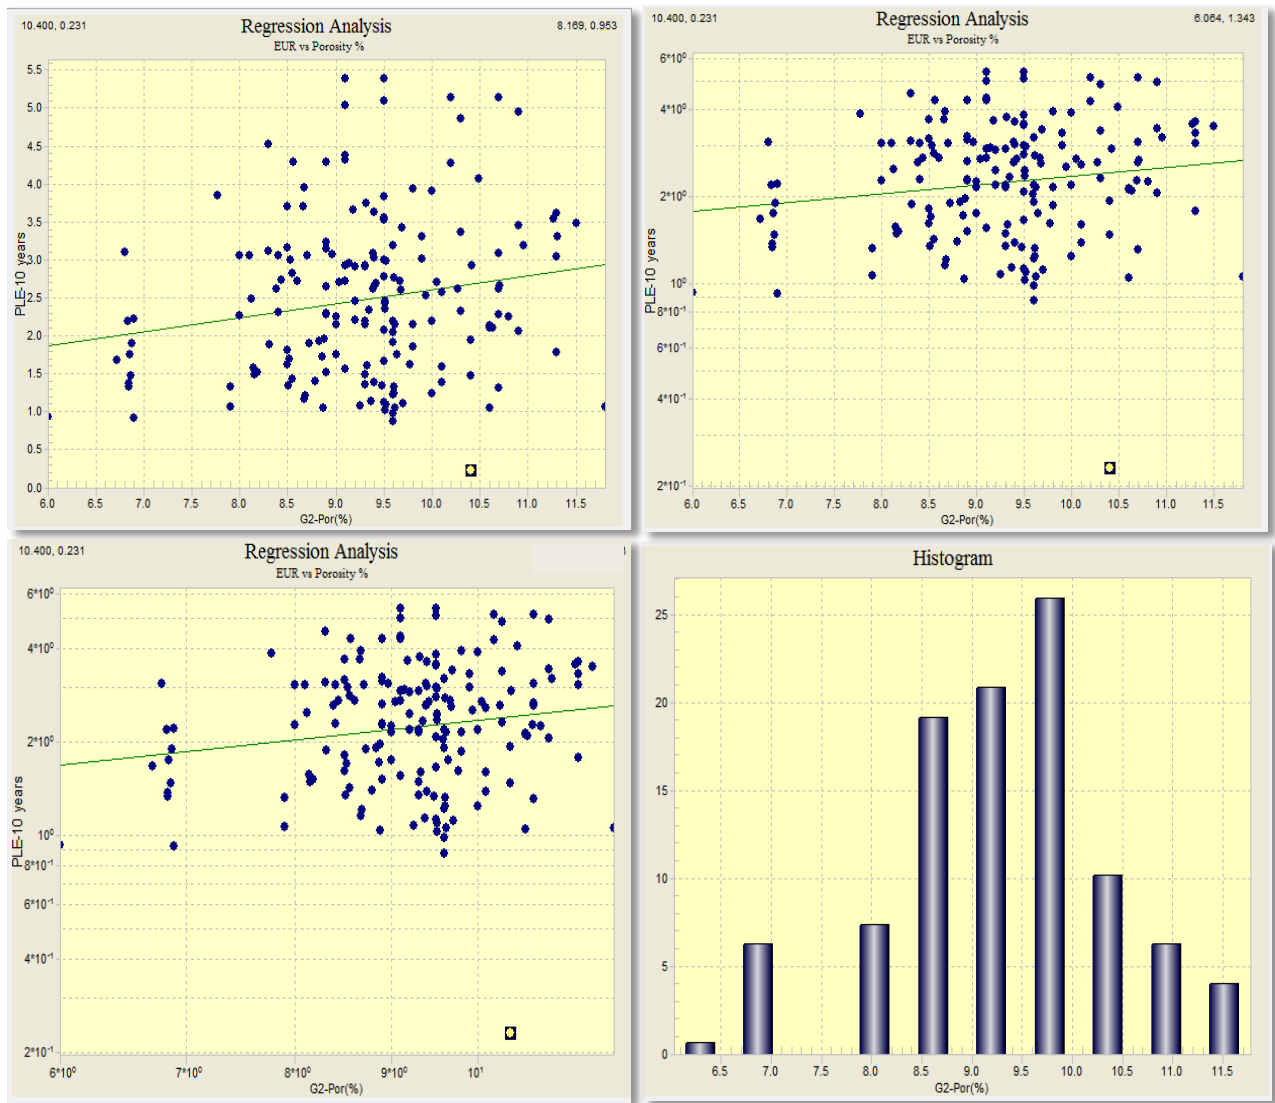 10.400, 0.231
Regression Analysis
8.169, 0.953
EUR vs Porosity %
PLE-10 years
5.5
5.0
4.5
4.0
3.5
3.0
2.5
2.0
1.5
1.0
0.5
0.0
6.0 6.5 7.0 7.5 8.0 8.5 9.0 9.5 10.0 10.5 11.0 11.5
G2-Por(%)
10.400, 0.231
Regression Analysis
6.064, 1.343
EUR vs Porosity %
PLE-10 years
6*10⁰
4*10⁰
2*10⁰
10⁰
8*10⁻¹
6*10⁻¹
4*10⁻¹
2*10⁻¹
6.0 6.5 7.0 7.5 8.0 8.5 9.0 9.5 10.0 10.5 11.0 11.5
G2-Por(%)
10.400, 0.231
Regression Analysis
EUR vs Porosity %
PLE-10 years
6*10⁰
4*10⁰
2*10⁰
10⁰
8*10⁻¹
6*10⁻¹
4*10⁻¹
2*10⁻¹
6*10⁰ 7*10⁰ 8*10⁰ 9*10⁰ 10¹
G2-Por(%)
Histogram
25
20
15
10
5
0
6.5 7.0 7.5 8.0 8.5 9.0 9.5 10.0 10.5 11.0 11.5
G2-Por(%)